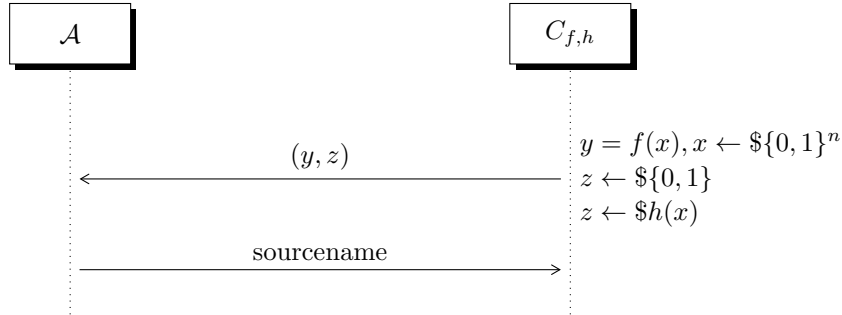 𝒜
C_{f,h}
y = f(x), x ← ${0, 1}^n
(y, z)
z ← ${0, 1}
z ← $h(x)
sourcename